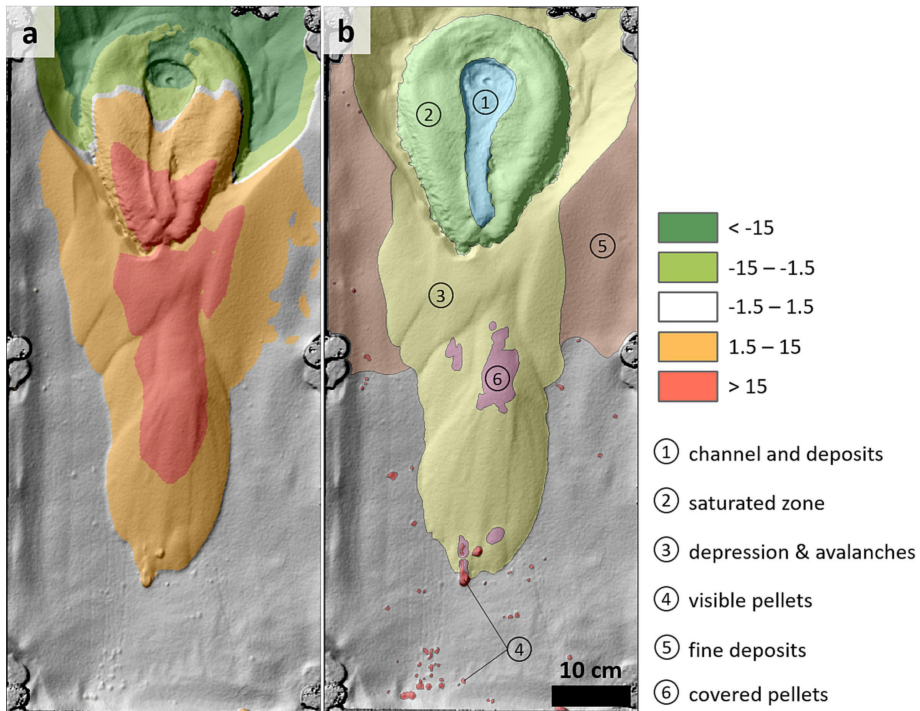 a
b
1
2
3
4
5
6
10 cm
< -15
-15 – -1.5
-1.5 – 1.5
1.5 – 15
> 15
1 channel and deposits
2 saturated zone
3 depression & avalanches
4 visible pellets
5 fine deposits
6 covered pellets